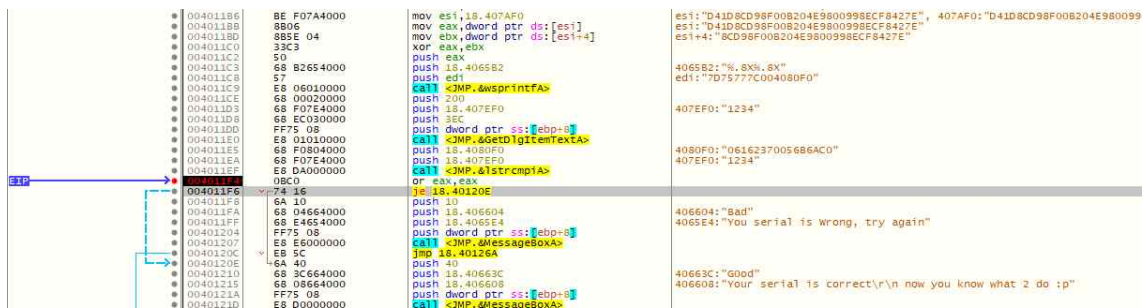 004011B6 BE F07A4000 mov esi,18.407AF0 esi:"D41D8CD98F00B204E9800998ECF8427E", 407AF0:"D41D8CD98F00B204E980099
004011BB 8B06 mov eax,dword ptr ds:[esi] esi:"D41D8CD98F00B204E9800998ECF8427E"
004011BD 8B5E 04 mov ebx,dword ptr ds:[esi+4] esi+4:"8CD98F00B204E9800998ECF8427E"
004011C0 33C3 xor eax,ebx
004011C2 50 push eax
004011C3 68 B2654000 push 18.4065B2 4065B2:"%.8X%.8X"
004011C8 57 push edi edi:"7D75777C004080F0"
004011C9 E8 06010000 call <JMP.&wsprintfA>
004011CE 68 00020000 push 200
004011D3 68 F07E4000 push 18.407EF0 407EF0:"1234"
004011D8 68 EC030000 push 3EC
004011DD FF75 08 push dword ptr ss:[ebp+8]
004011E0 E8 01010000 call <JMP.&GetDlgItemTextA>
004011E5 68 F0804000 push 18.4080F0 4080F0:"06162370056B6AC0"
004011EA 68 F07E4000 push 18.407EF0 407EF0:"1234"
004011EF E8 DA000000 call <JMP.&lstrcmpiA>
EIP 004011F4 0BC0 or eax,eax
004011F6 74 16 je 18.40120E
004011F8 6A 10 push 10
004011FA 68 04664000 push 18.406604 406604:"Bad"
004011FF 68 E4654000 push 18.4065E4 4065E4:"You serial is Wrong, try again"
00401204 FF75 08 push dword ptr ss:[ebp+8]
00401207 E8 E6000000 call <JMP.&MessageBoxA>
0040120C EB 5C jmp 18.40126A
0040120E 6A 40 push 40
00401210 68 3C664000 push 18.40663C 40663C:"GOod"
00401215 68 08664000 push 18.406608 406608:"Your serial is correct\r\n now you know what 2 do :p"
0040121A FF75 08 push dword ptr ss:[ebp+8]
0040121D E8 D0000000 call <JMP.&MessageBoxA>